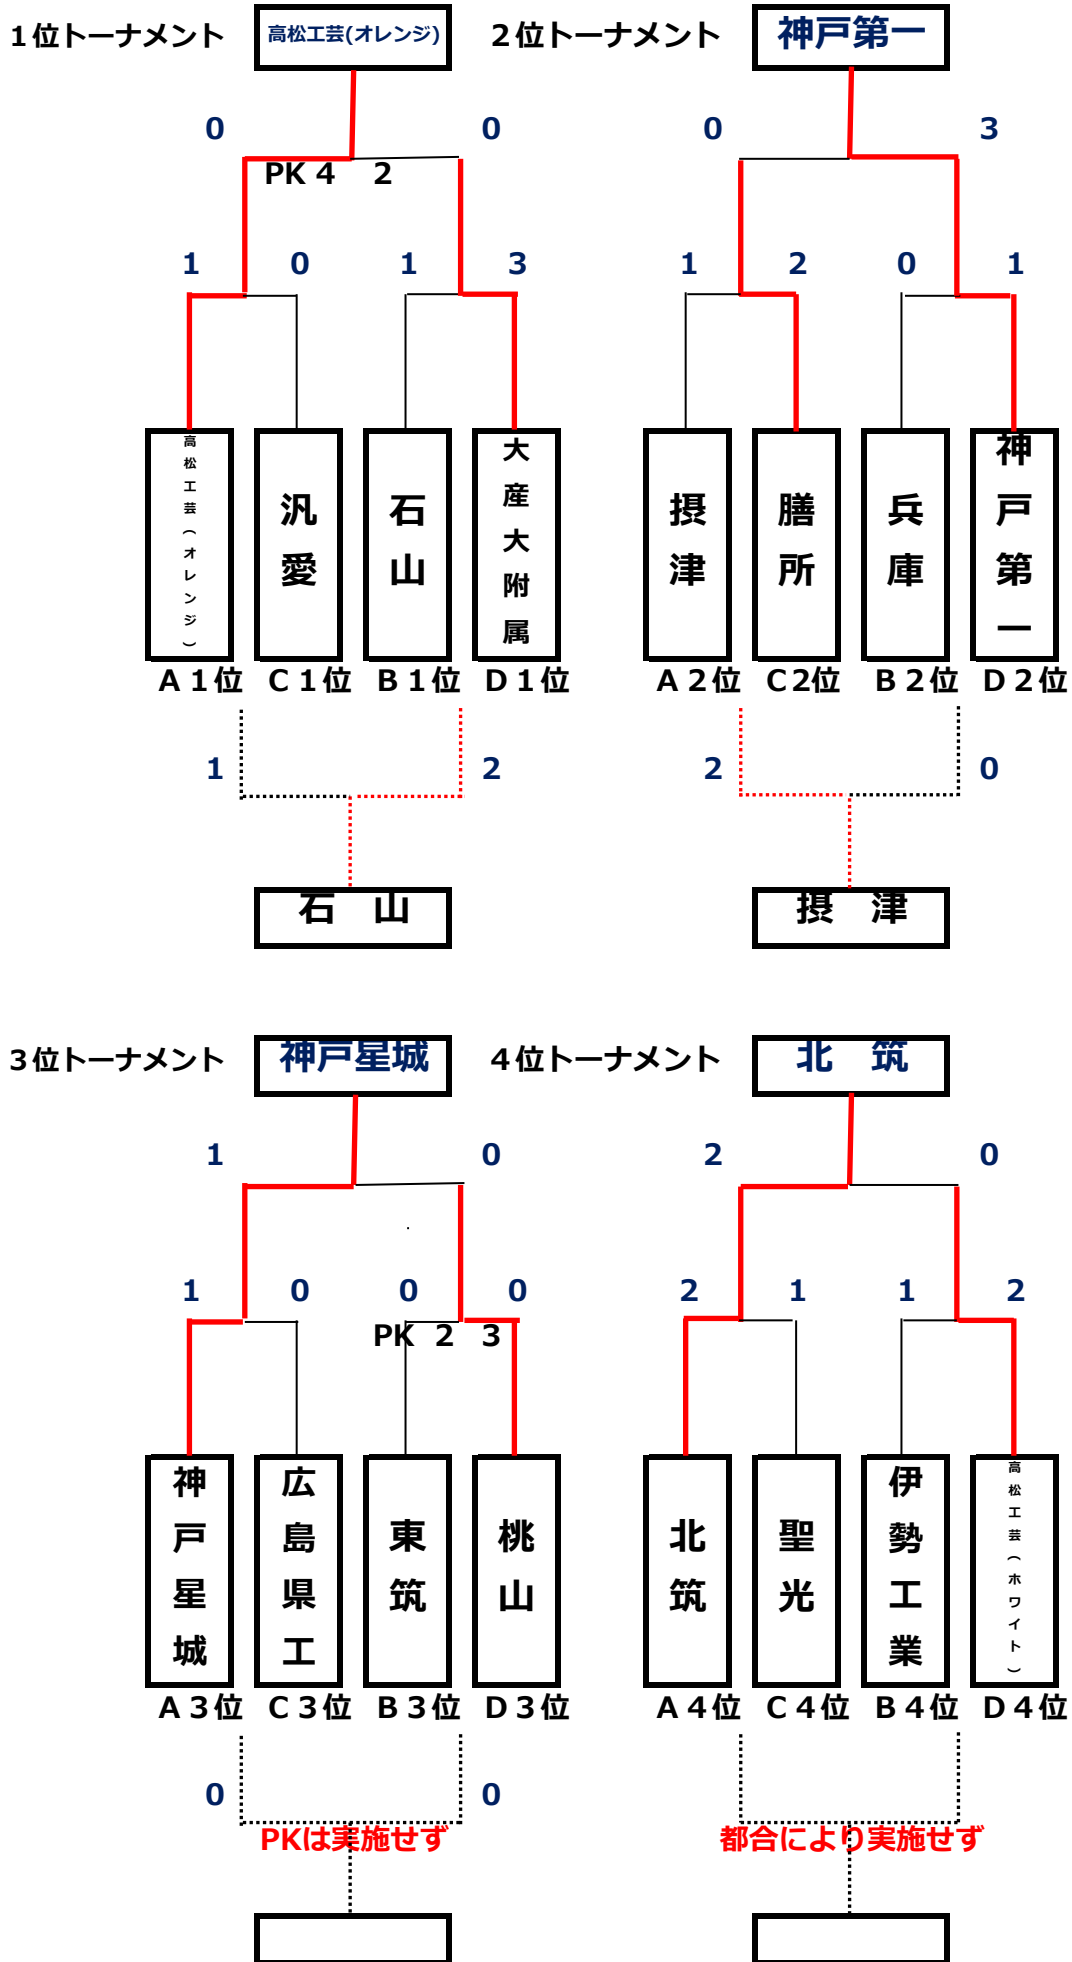 1位トーナメント
高松工芸(オレンジ)
0
0
PK 4 2
1
0
1
3
高松工芸(オレンジ)
汎愛
石山
大産大附属
A1位
C1位
B1位
D1位
1
2
石 山
2位トーナメント
神戸第一
0
3
1
2
0
1
摂津
膳所
兵庫
神戸第一
A2位
C2位
B2位
D2位
2
0
摂 津
3位トーナメント
神戸星城
1
0
1
0
0
0
PK 2 3
神戸星城
広島県工
東筑
桃山
A3位
C3位
B3位
D3位
0
0
PKは実施せず
4位トーナメント
北 筑
2
0
2
1
1
2
北筑
聖光
伊勢工業
高松工芸(ホワイト)
A4位
C4位
B4位
D4位
都合により実施せず